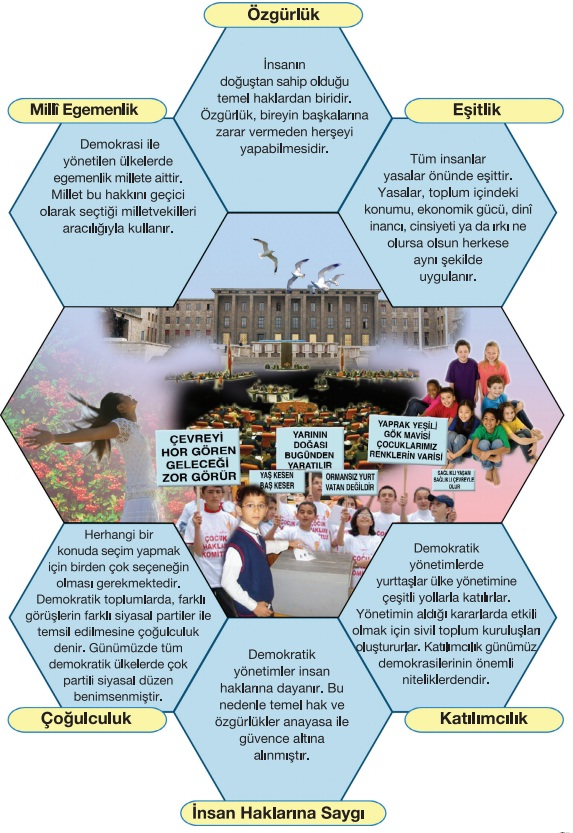 Özgürlük
İnsanın
doğuştan sahip olduğu
temel haklardan biridir.
Özgürlük, bireyin başkalarına
zarar vermeden herşeyi
yapabilmesidir.
Millî Egemenlik
Demokrasi ile
yönetilen ülkelerde
egemenlik millete aittir.
Millet bu hakkını geçici
olarak seçtiği milletvekilleri
aracılığıyla kullanır.
Eşitlik
Tüm insanlar
yasalar önünde eşittir.
Yasalar, toplum içindeki
konumu, ekonomik gücü, dinî
inancı, cinsiyeti ya da ırkı ne
olursa olsun herkese
aynı şekilde
uygulanır.
ÇEVREYİ
HOR GÖREN
GELECEĞİ
ZOR GÖRÜR
YARININ
DOĞASI
BUGÜNDEN
YARATILIR
YAPRAK YEŞİLİ
GÖK MAVİSİ
ÇOCUKLARIMIZ
RENKLERİN VARİSİ
YAŞ KESEN
BAŞ KESER
ORMANSIZ YURT
VATAN DEĞİLDİR
SAĞLIKLI YAŞAM
SAĞLIKLI ÇEVREYLE
OLUR
ÇOCUK
HAKLAR
KOMİT
Herhangi bir
konuda seçim yapmak
için birden çok seçeneğin
olması gerekmektedir.
Demokratik toplumlarda, farklı
görüşlerin farklı siyasal partiler ile
temsil edilmesine çoğulculuk
denir. Günümüzde tüm
demokratik ülkelerde çok
partili siyasal düzen
benimsenmiştir.
Çoğulculuk
Demokratik
yönetimler insan
haklarına dayanır. Bu
nedenle temel hak ve
özgürlükler anayasa ile
güvence altına
alınmıştır.
İnsan Haklarına Saygı
Demokratik
yönetimlerde
yurttaşlar ülke yönetimine
çeşitli yollarla katılırlar.
Yönetimin aldığı kararlarda etkili
olmak için sivil toplum kuruluşları
oluştururlar. Katılımcılık günümüz
demokrasilerinin önemli
niteliklerdendir.
Katılımcılık